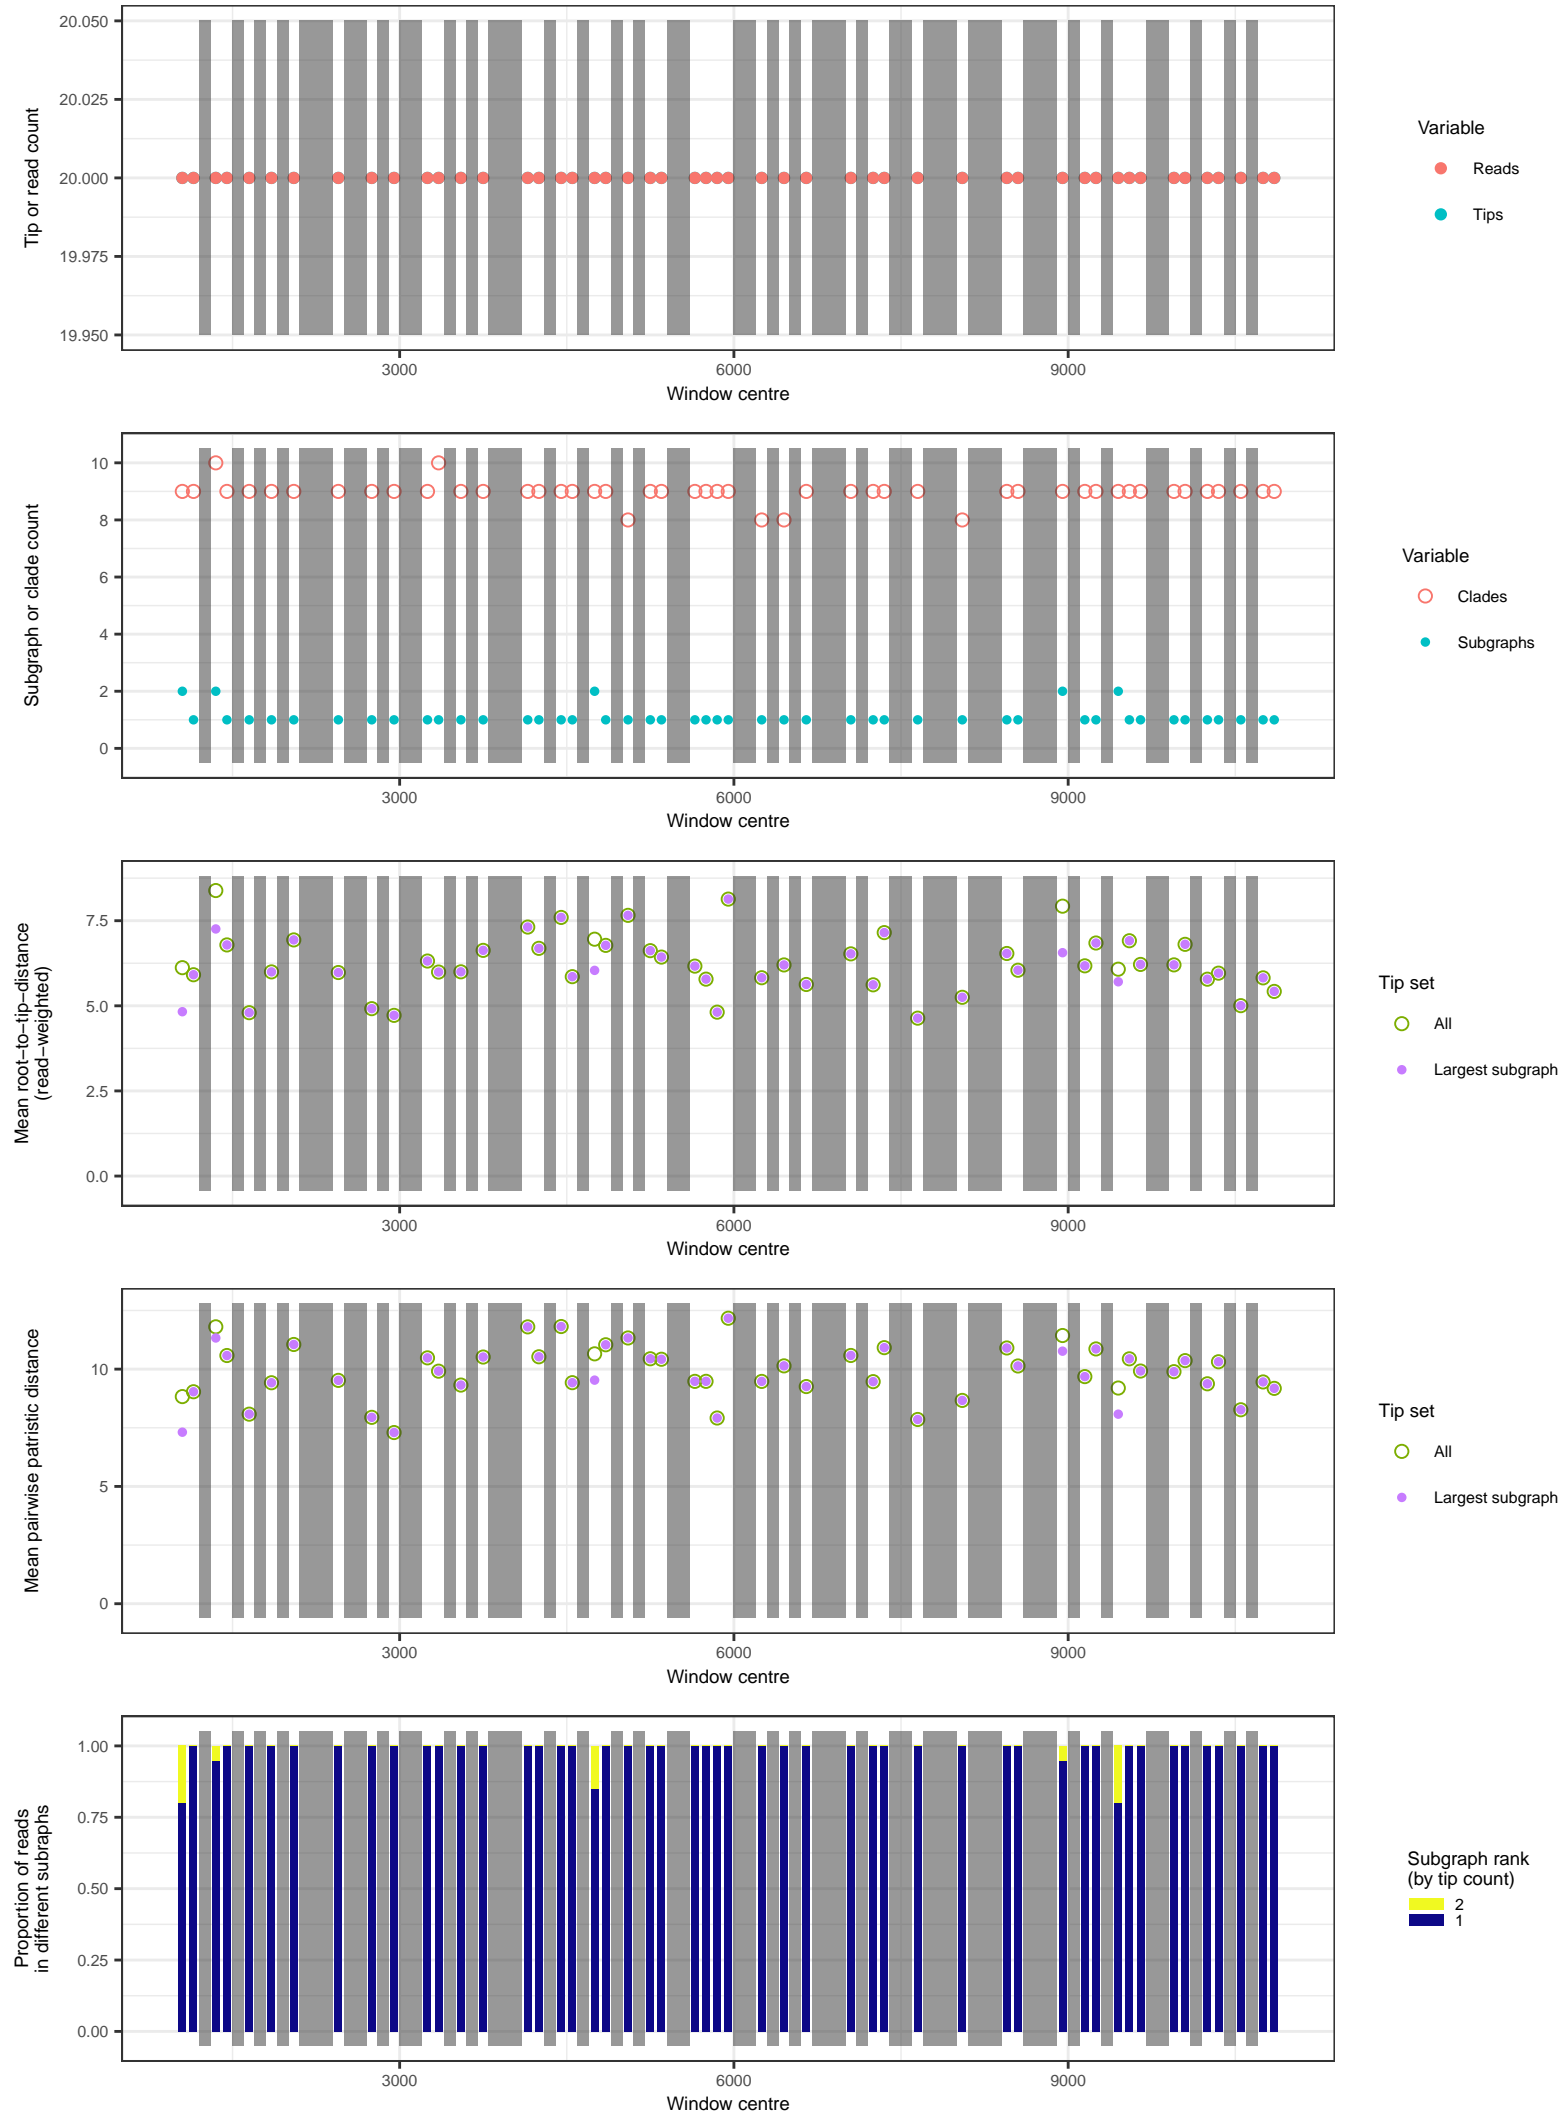 20.050
20.025
20.000
19.975
19.950
Tip or read count
3000
6000
9000
Window centre
Variable
Reads
Tips
10
8
6
4
2
0
Subgraph or clade count
3000
6000
9000
Window centre
Variable
Clades
Subgraphs
7.5
5.0
2.5
0.0
Mean root−to−tip−distance
(read−weighted)
3000
6000
9000
Window centre
Tip set
All
Largest subgraph
10
5
0
Mean pairwise patristic distance
3000
6000
9000
Window centre
Tip set
All
Largest subgraph
1.00
0.75
0.50
0.25
0.00
Proportion of reads
in different subraphs
3000
6000
9000
Window centre
Subgraph rank
(by tip count)
2
1